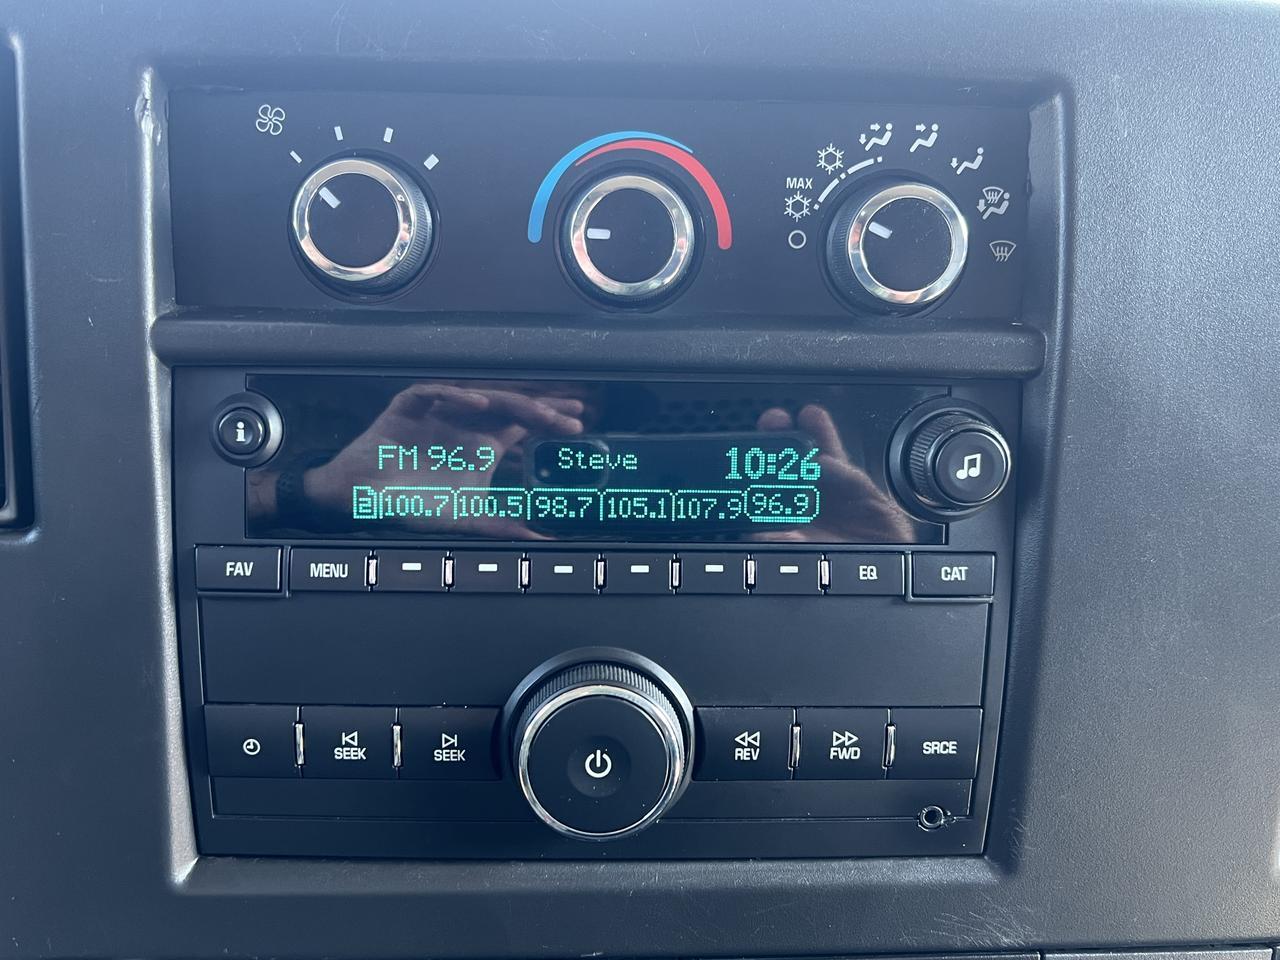 MAX
FM 96.9 Steve 10:26
2 100.7 100.5 98.7 105.1 107.9 96.9
FAV MENU EQ CAT
SEEK SEEK REV FWD SRCE